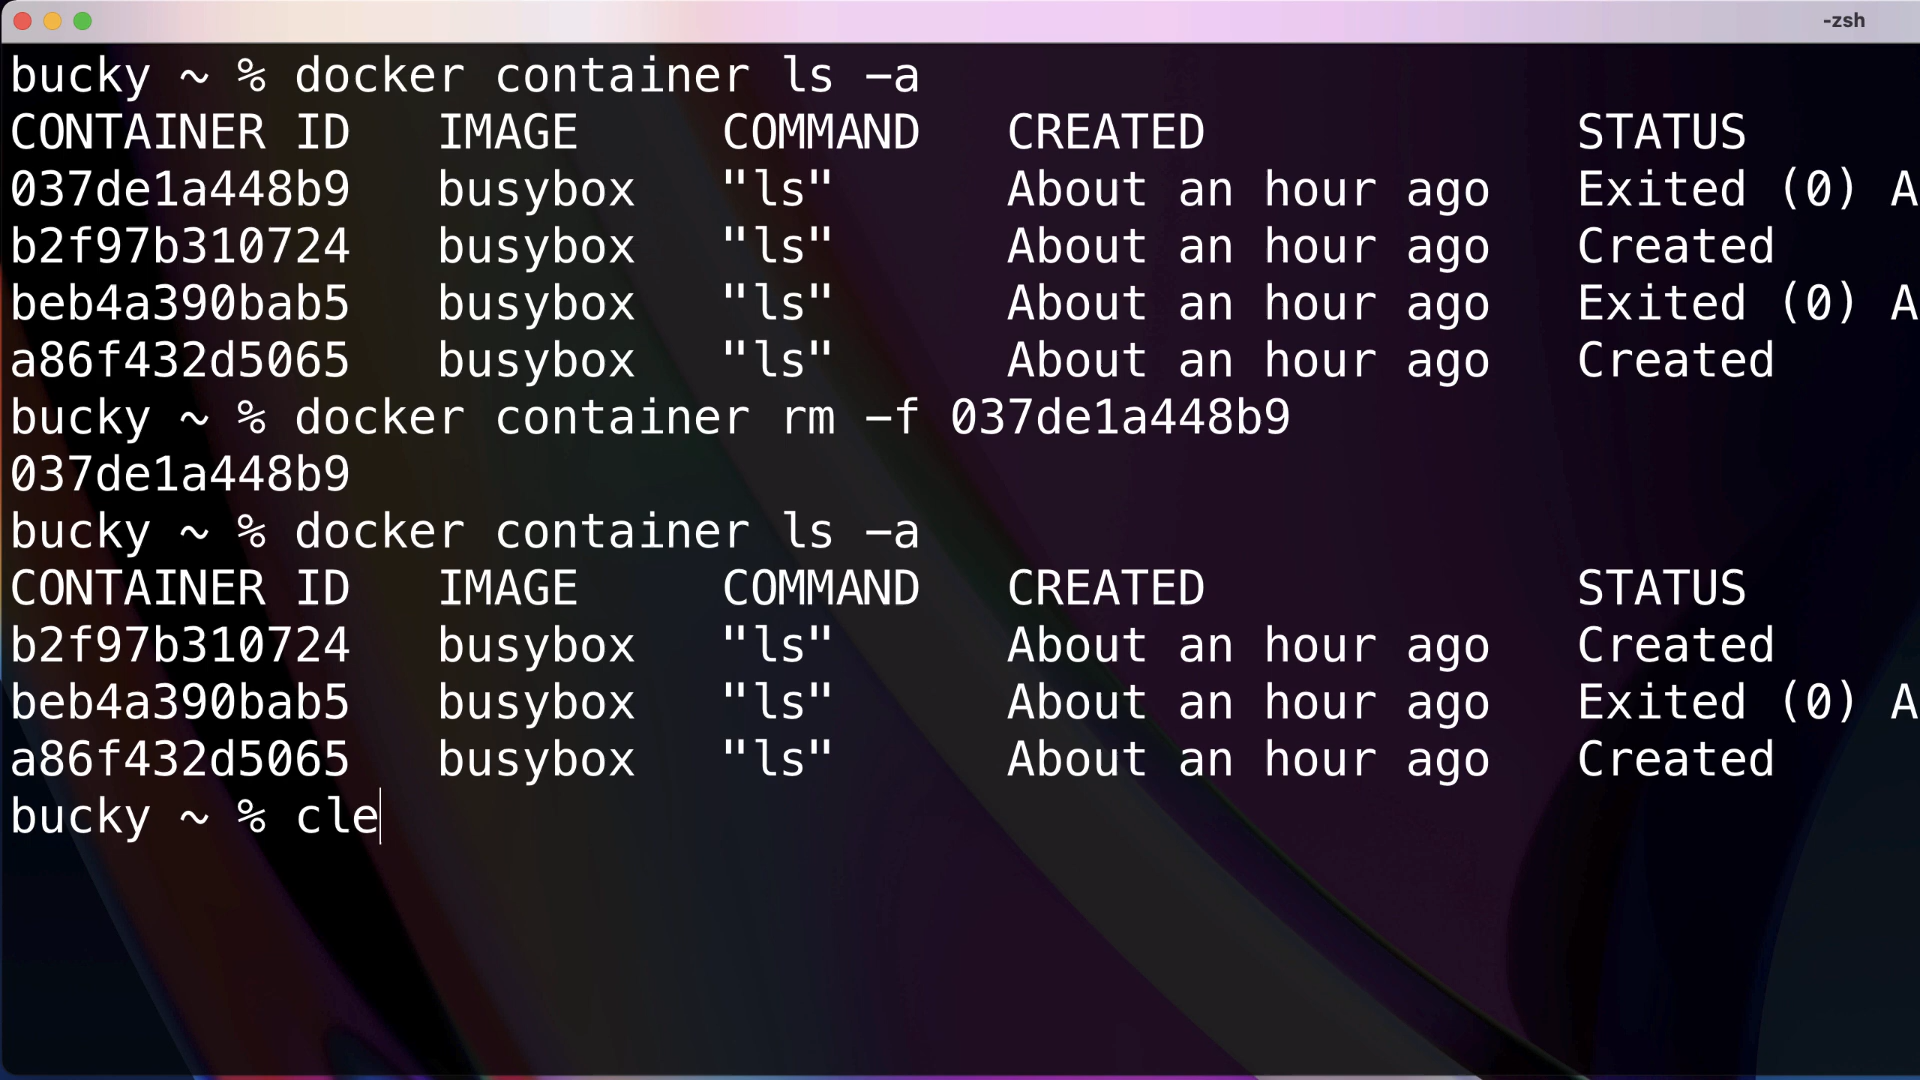 -zsh
bucky ~ % docker container ls -a
CONTAINER ID   IMAGE     COMMAND   CREATED             STATUS
037de1a448b9   busybox   "ls"      About an hour ago   Exited (0) A
b2f97b310724   busybox   "ls"      About an hour ago   Created
beb4a390bab5   busybox   "ls"      About an hour ago   Exited (0) A
a86f432d5065   busybox   "ls"      About an hour ago   Created
bucky ~ % docker container rm -f 037de1a448b9
037de1a448b9
bucky ~ % docker container ls -a
CONTAINER ID   IMAGE     COMMAND   CREATED             STATUS
b2f97b310724   busybox   "ls"      About an hour ago   Created
beb4a390bab5   busybox   "ls"      About an hour ago   Exited (0) A
a86f432d5065   busybox   "ls"      About an hour ago   Created
bucky ~ % cle